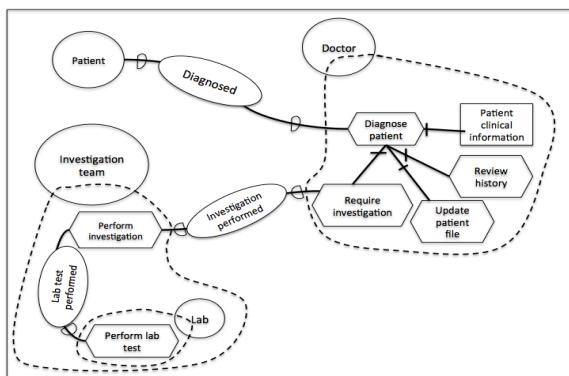 Patient
Diagnosed
Doctor
Diagnose
patient
Patient
clinical
information
Review
history
Update
patient
file
Require
investigation
Investigation
performed
Investigation
team
Perform
investigation
Lab test
performed
Lab
Perform lab
test